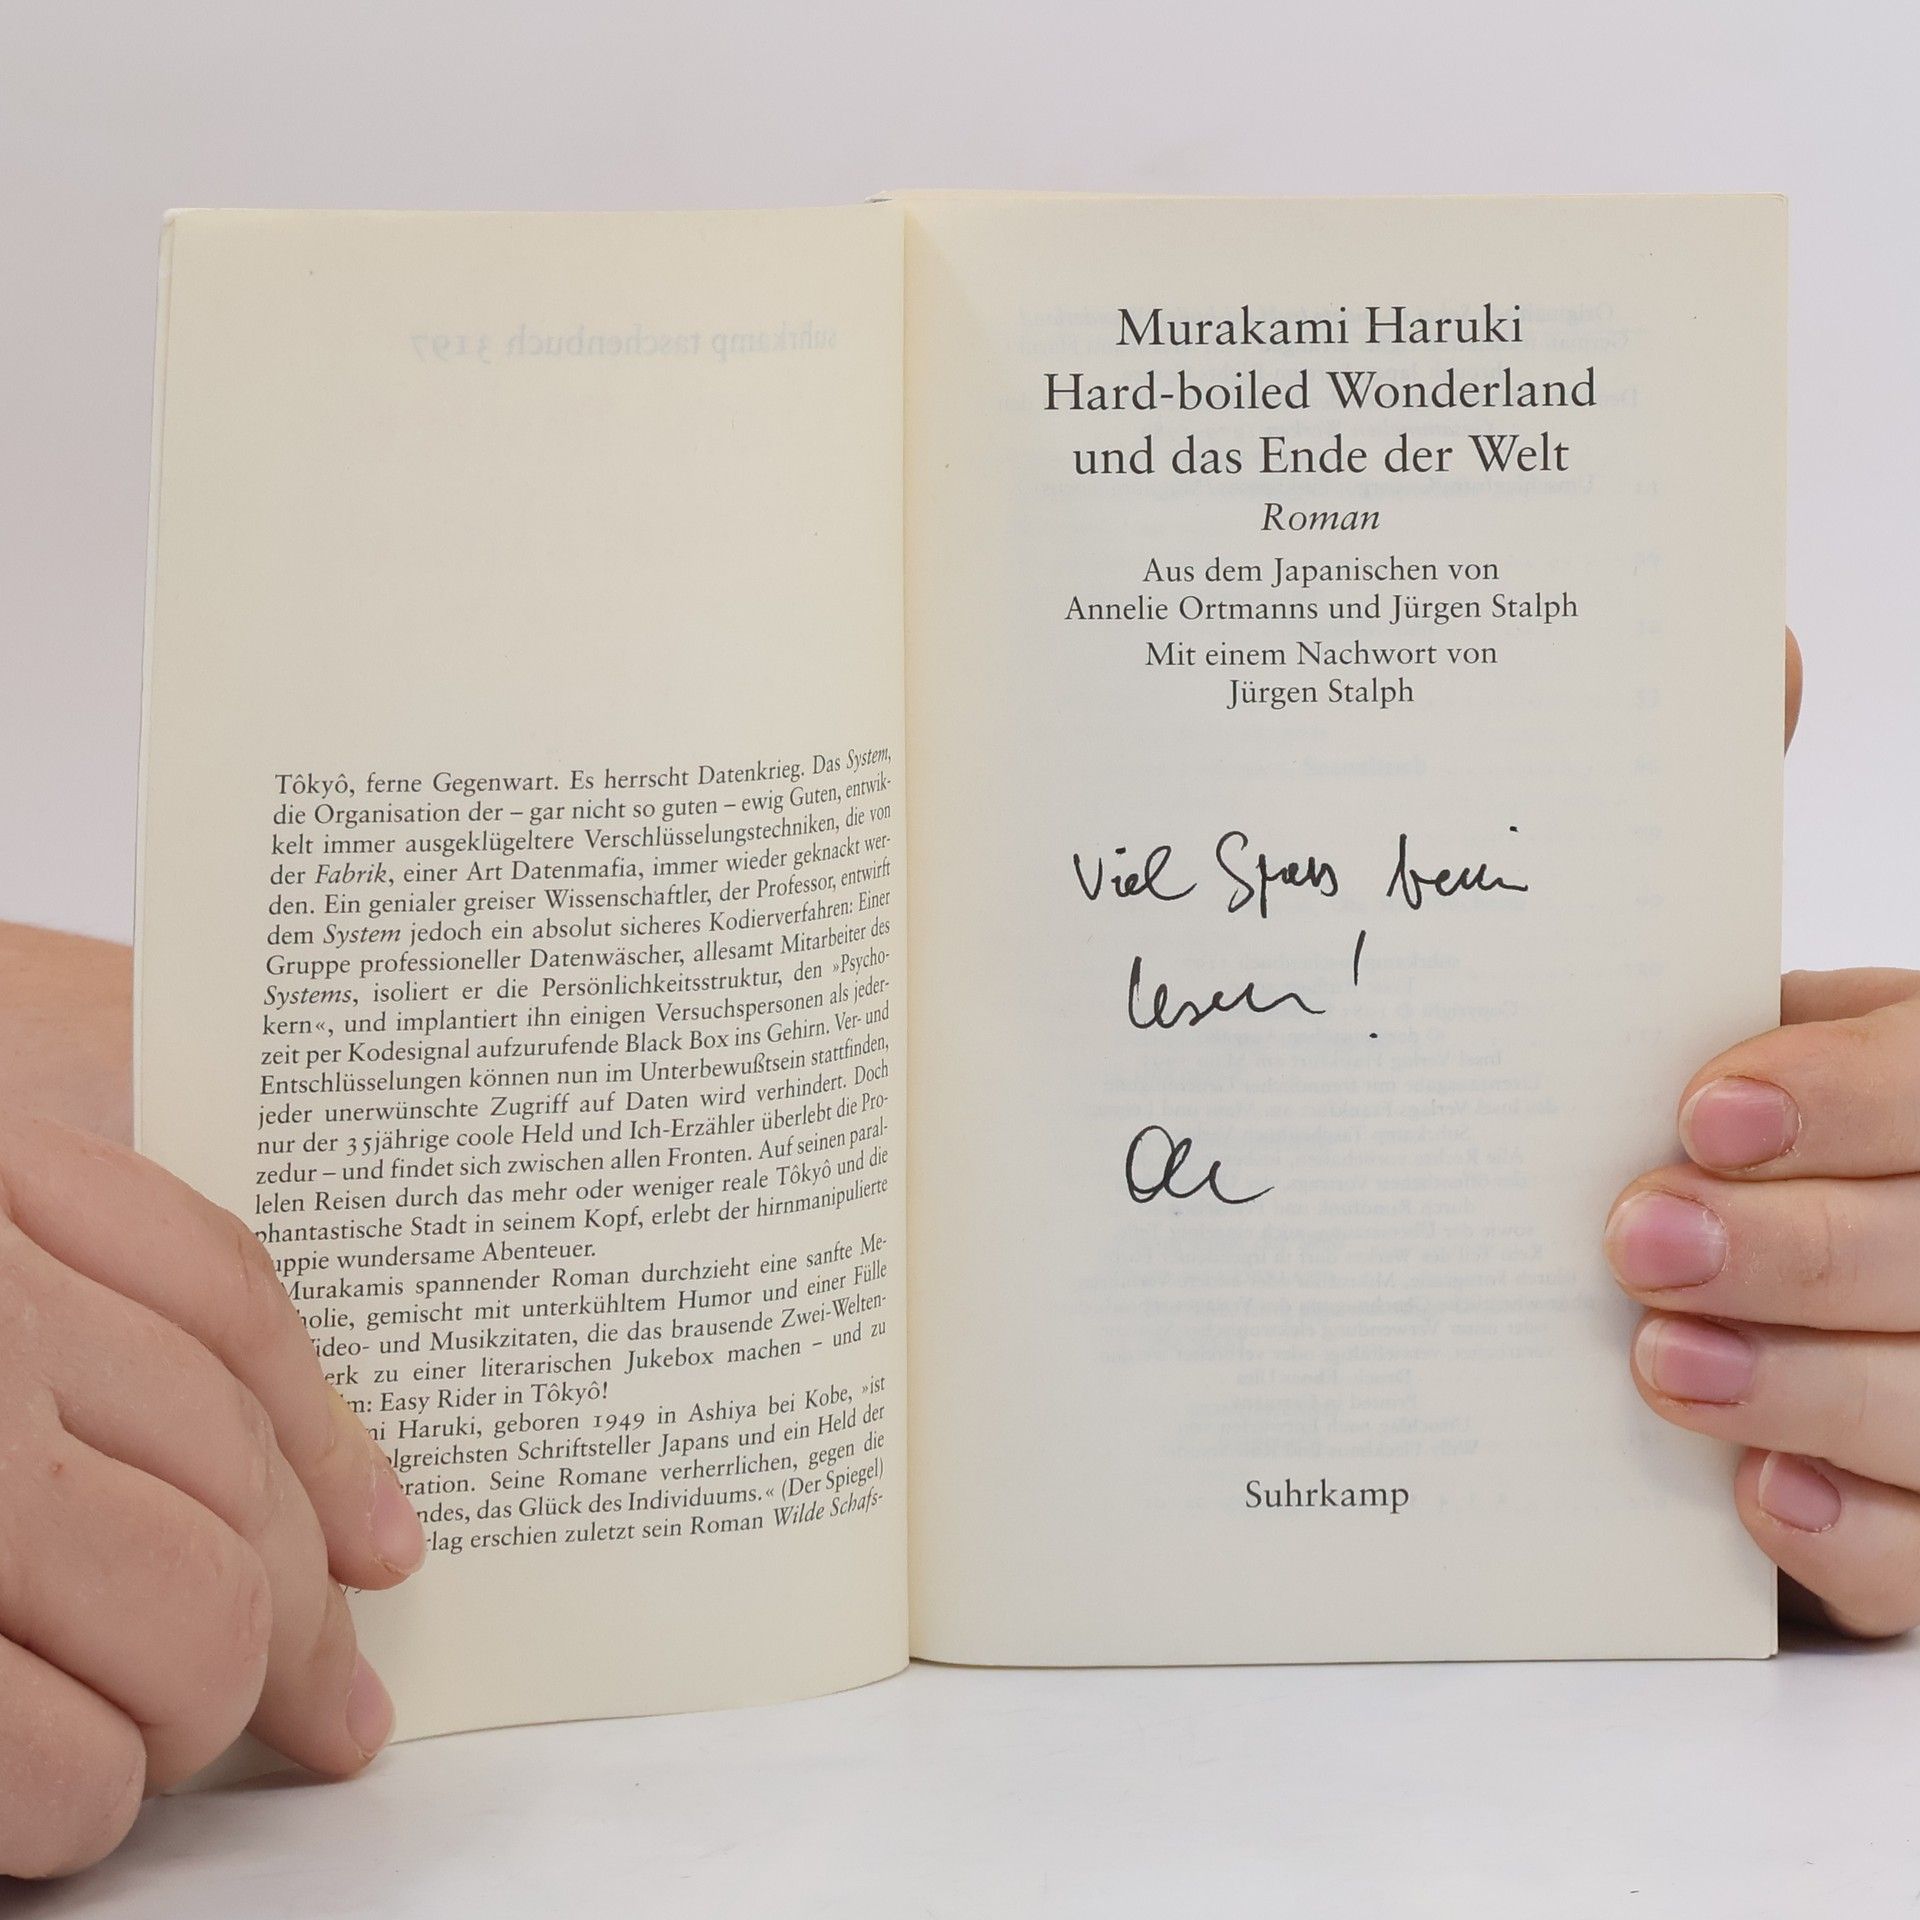 suhrkamp taschenbuch 3197
Tôkyô, ferne Gegenwart. Es herrscht Datenkrieg. Das System,
die Organisation der – gar nicht so guten – ewig Guten, entwik-
kelt immer ausgeklügeltere Verschlüsselungstechniken, die von
der Fabrik, einer Art Datenmafia, immer wieder geknackt wer-
den. Ein genialer greiser Wissenschaftler, der Professor, entwirft
dem System jedoch ein absolut sicheres Kodierverfahren: Einer
Gruppe professioneller Datenwäscher, allesamt Mitarbeiter des
Systems, isoliert er die Persönlichkeitsstruktur, den »Psycho-
kern«, und implantiert ihn einigen Versuchspersonen als jeder-
zeit per Kodesignal aufzurufende Black Box ins Gehirn. Ver- und
Entschlüsselungen können nun im Unterbewußtsein stattfinden,
jeder unerwünschte Zugriff auf Daten wird verhindert. Doch
nur der 35jährige coole Held und Ich-Erzähler überlebt die Pro-
zedur – und findet sich zwischen allen Fronten. Auf seinen paral-
lelen Reisen durch das mehr oder weniger reale Tôkyô und die
phantastische Stadt in seinem Kopf, erlebt der hirnmanipulierte
uppie wundersame Abenteuer.
Murakamis spannender Roman durchzieht eine sanfte Me-
holie, gemischt mit unterkühltem Humor und einer Fülle
ideo- und Musikzitaten, die das brausende Zwei-Welten-
erk zu einer literarischen Jukebox machen – und zu
m: Easy Rider in Tôkyô!
mi Haruki, geboren 1949 in Ashiya bei Kobe, »ist
olgreichsten Schriftsteller Japans und ein Held der
ration. Seine Romane verherrlichen, gegen die
ndes, das Glück des Individuums.« (Der Spiegel)
rlag erschien zuletzt sein Roman Wilde Schafs-
Murakami Haruki
Hard-boiled Wonderland
und das Ende der Welt
Roman
Aus dem Japanischen von
Annelie Ortmanns und Jürgen Stalph
Mit einem Nachwort von
Jürgen Stalph
Viel Spass beim
lesen!
Suhrkamp